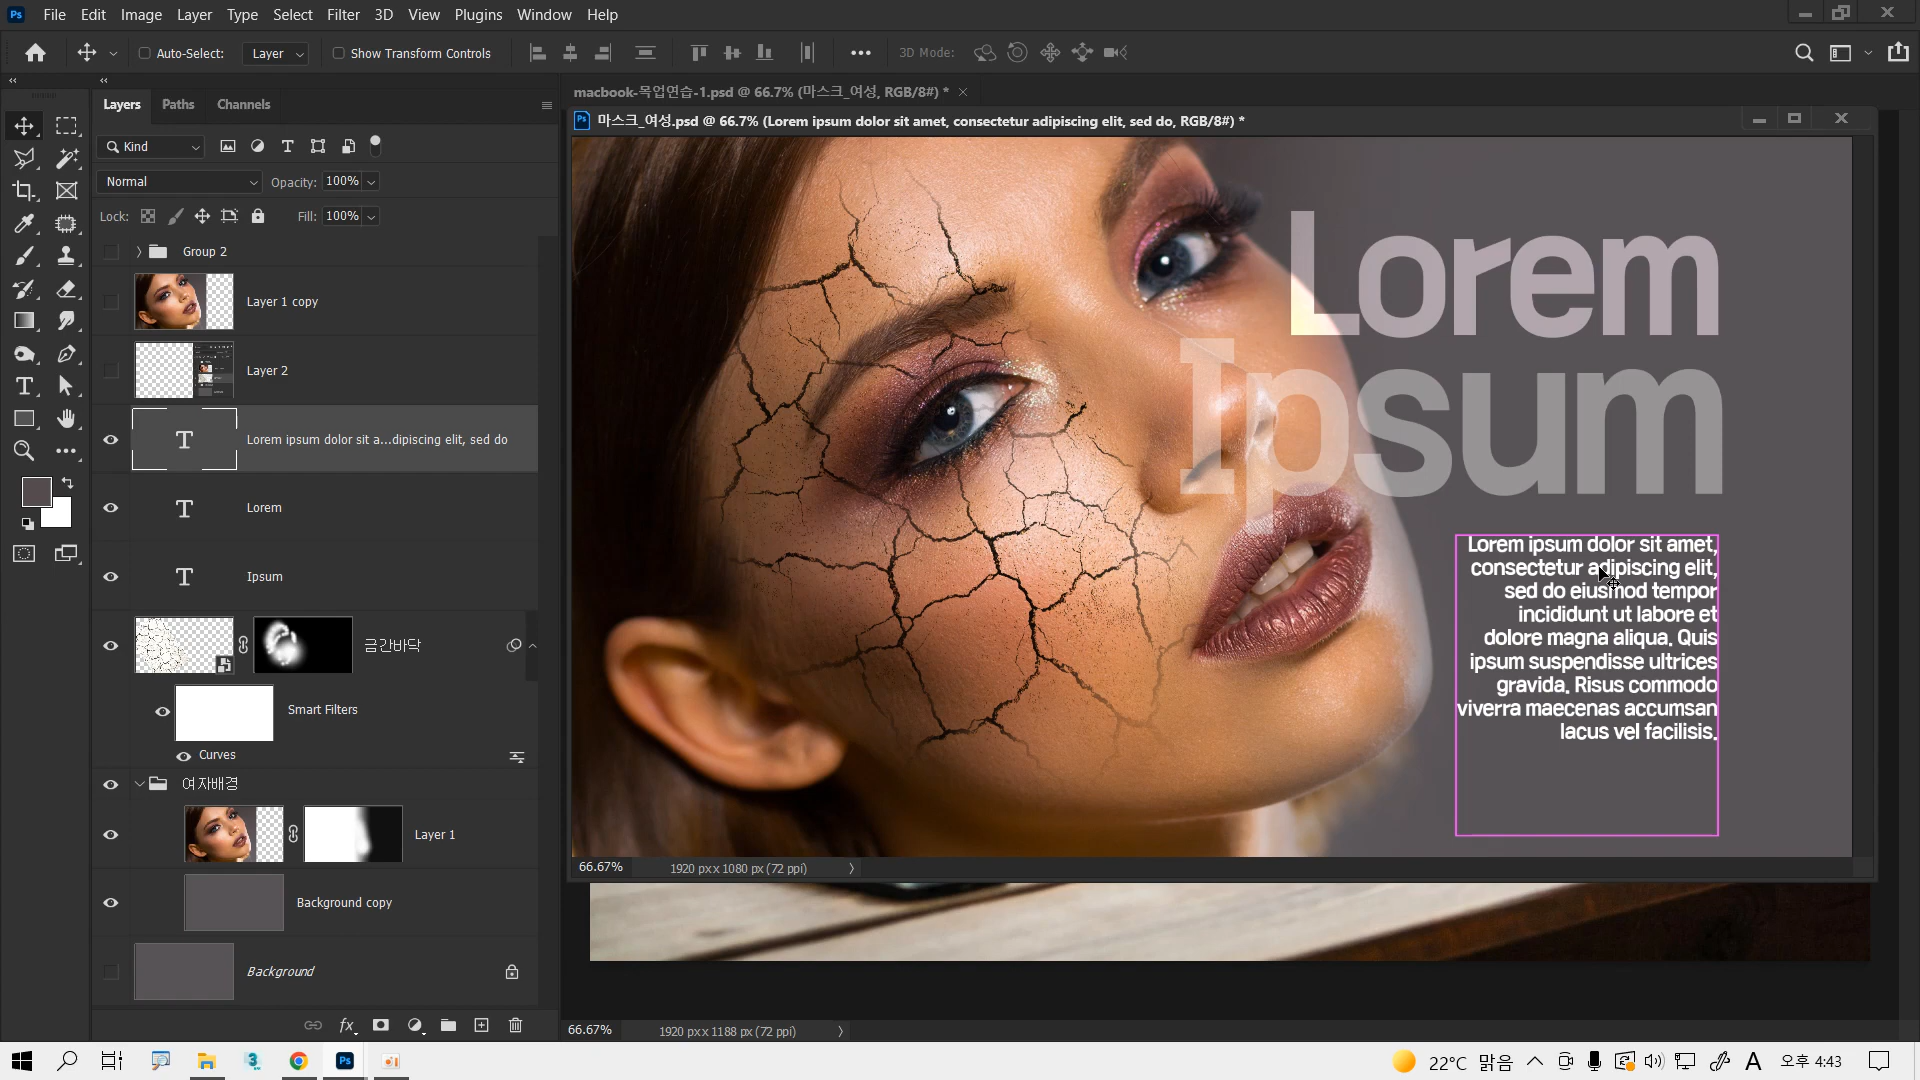 File Edit Image Layer Type Select Filter 3D View Plugins Window Help
Auto-Select: Layer Show Transform Controls 3D Mode:
Layers Paths Channels
macbook-목업연습-1.psd @ 66.7% (마스크_여성, RGB/8#) *
마스크_여성.psd @ 66.7% (Lorem ipsum dolor sit amet, consectetur adipiscing elit, sed do, RGB/8#) *
Kind
Normal Opacity: 100%
Lock: Fill: 100%
Group 2
Layer 1 copy
Layer 2
Lorem ipsum dolor sit a...dipiscing elit, sed do
Lorem
Ipsum
금간바닥
Smart Filters
Curves
여자배경
Layer 1
Background copy
Background
Lorem
Ipsum
Lorem ipsum dolor sit amet,
consectetur adipiscing elit,
sed do eiusmod tempor
incididunt ut labore et
dolore magna aliqua. Quis
ipsum suspendisse ultrices
gravida. Risus commodo
viverra maecenas accumsan
lacus vel facilisis.
66.67% 1920 px x 1080 px (72 ppi)
66.67% 1920 px x 1188 px (72 ppi)
22°C 맑음 A 오후 4:43